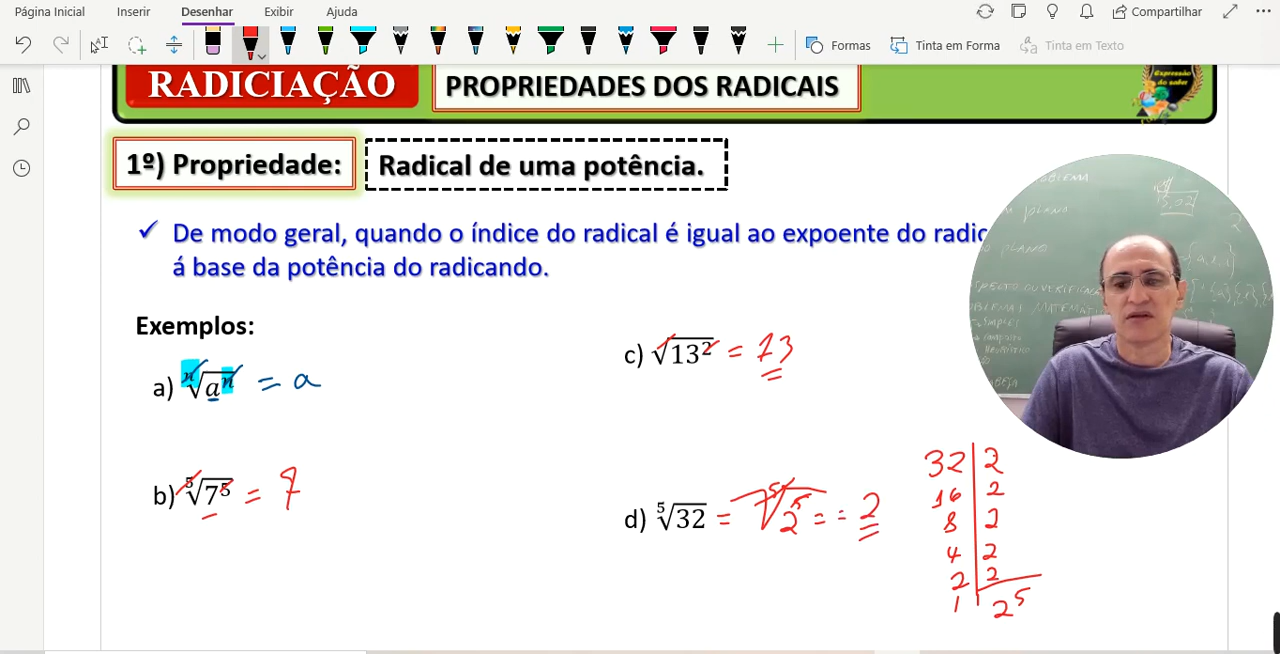 Página Inicial Inserir Desenhar Exibir Ajuda Compartilhar
Formas Tinta em Forma Tinta em Texto
RADICIAÇÃO PROPRIEDADES DOS RADICAIS
Expressão do saber
1º) Propriedade: Radical de uma potência.
✓ De modo geral, quando o índice do radical é igual ao expoente do radic
á base da potência do radicando.
Exemplos:
a) ⁿ√aⁿ = a
b) ⁵√7⁵ = 7
c) √13² = 13
d) ⁵√32 = ⁵√2⁵ = = 2
32 | 2
16 | 2
8 | 2
4 | 2
2 | 2
1 | 2⁵